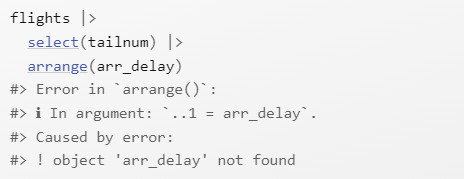 flights |>
  select(tailnum) |>
  arrange(arr_delay)
#> Error in `arrange()`:
#> ℹ In argument: `..1 = arr_delay`.
#> Caused by error:
#> ! object 'arr_delay' not found